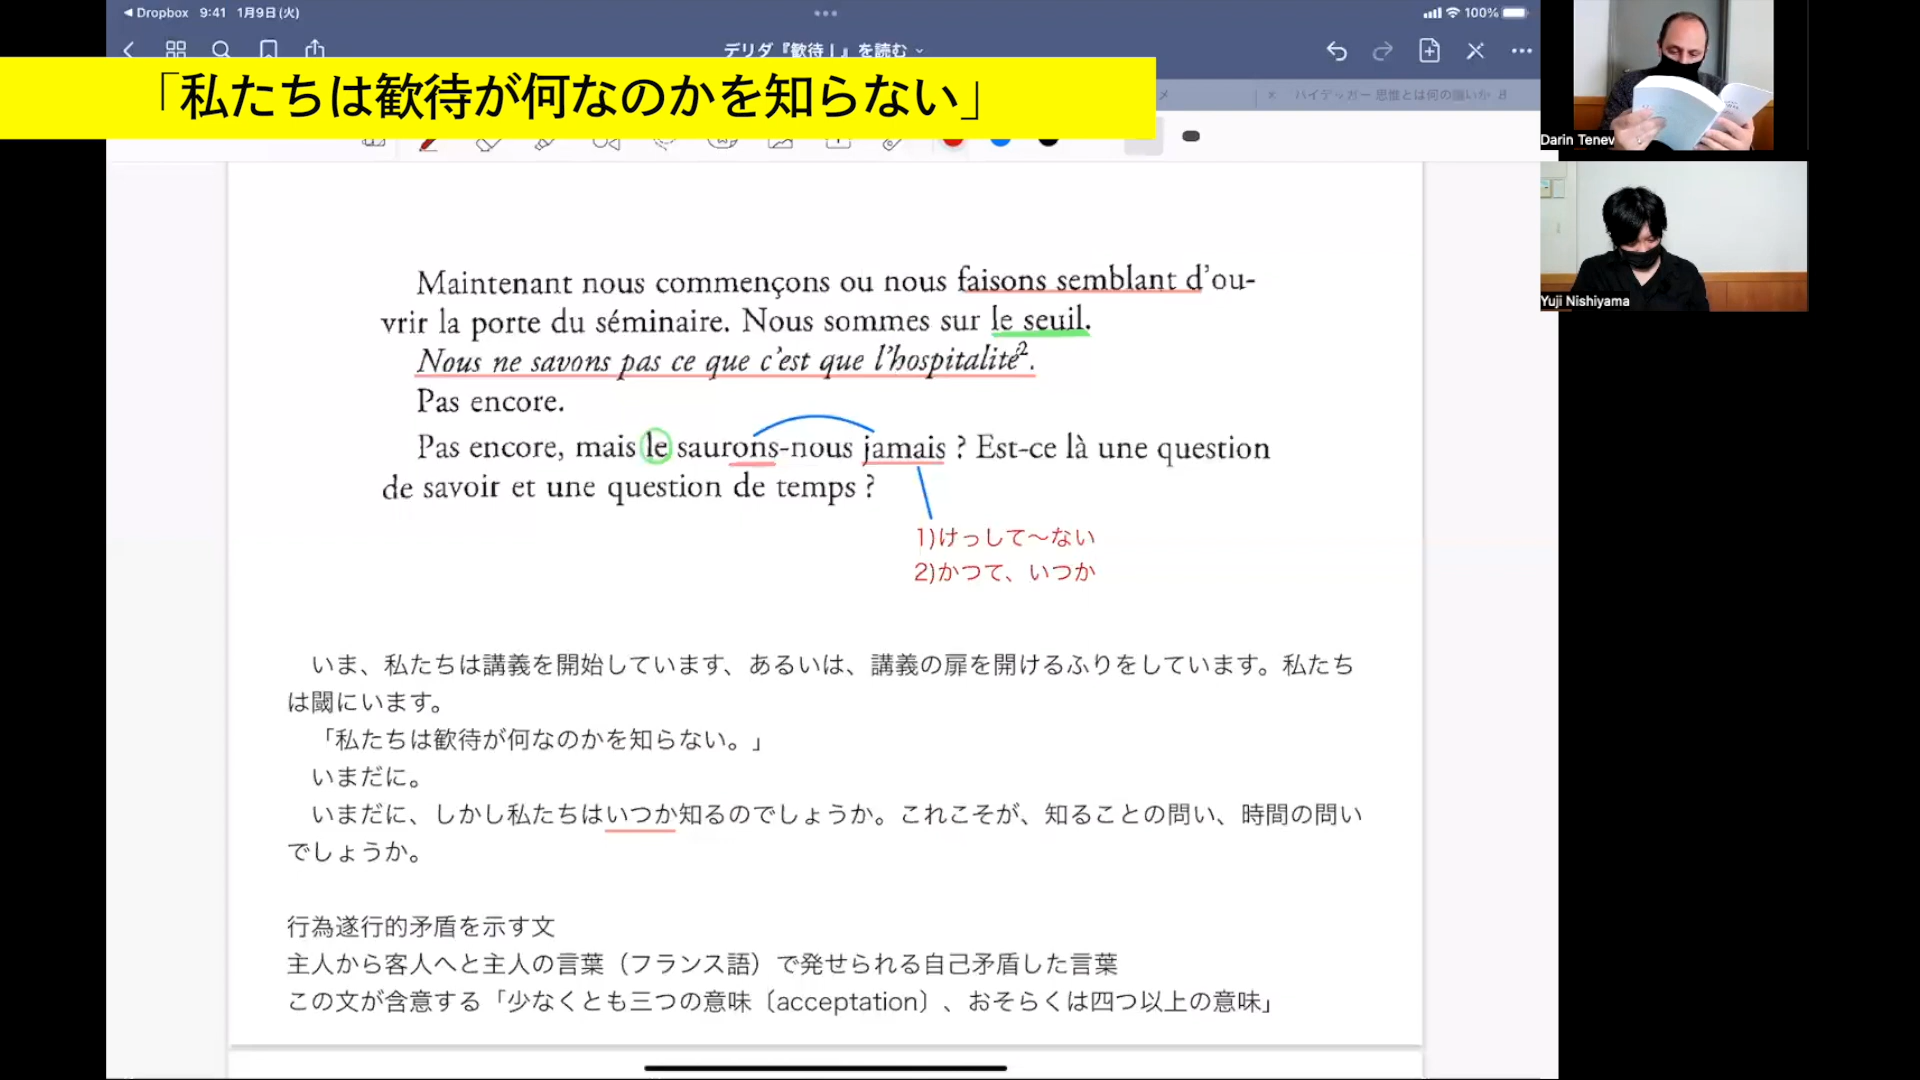 Dropbox 9:41 1月9日(火)
100%
デリダ『歓待Ⅰ』を読む
「私たちは歓待が何なのかを知らない」
ハイデッガー 思惟とは何の謂いか
Darin Tenev
Yuji Nishiyama
Maintenant nous commençons ou nous faisons semblant d'ou-
vrir la porte du séminaire. Nous sommes sur le seuil.
Nous ne savons pas ce que c'est que l'hospitalité².
Pas encore.
Pas encore, mais le saurons-nous jamais ? Est-ce là une question
de savoir et une question de temps ?
1)けっして〜ない
2)かつて、いつか
いま、私たちは講義を開始しています、あるいは、講義の扉を開けるふりをしています。私たち
は閾にいます。
「私たちは歓待が何なのかを知らない。」
いまだに。
いまだに、しかし私たちはいつか知るのでしょうか。これこそが、知ることの問い、時間の問い
でしょうか。
行為遂行的矛盾を示す文
主人から客人へと主人の言葉（フランス語）で発せられる自己矛盾した言葉
この文が含意する「少なくとも三つの意味〔acceptation〕、おそらくは四つ以上の意味」